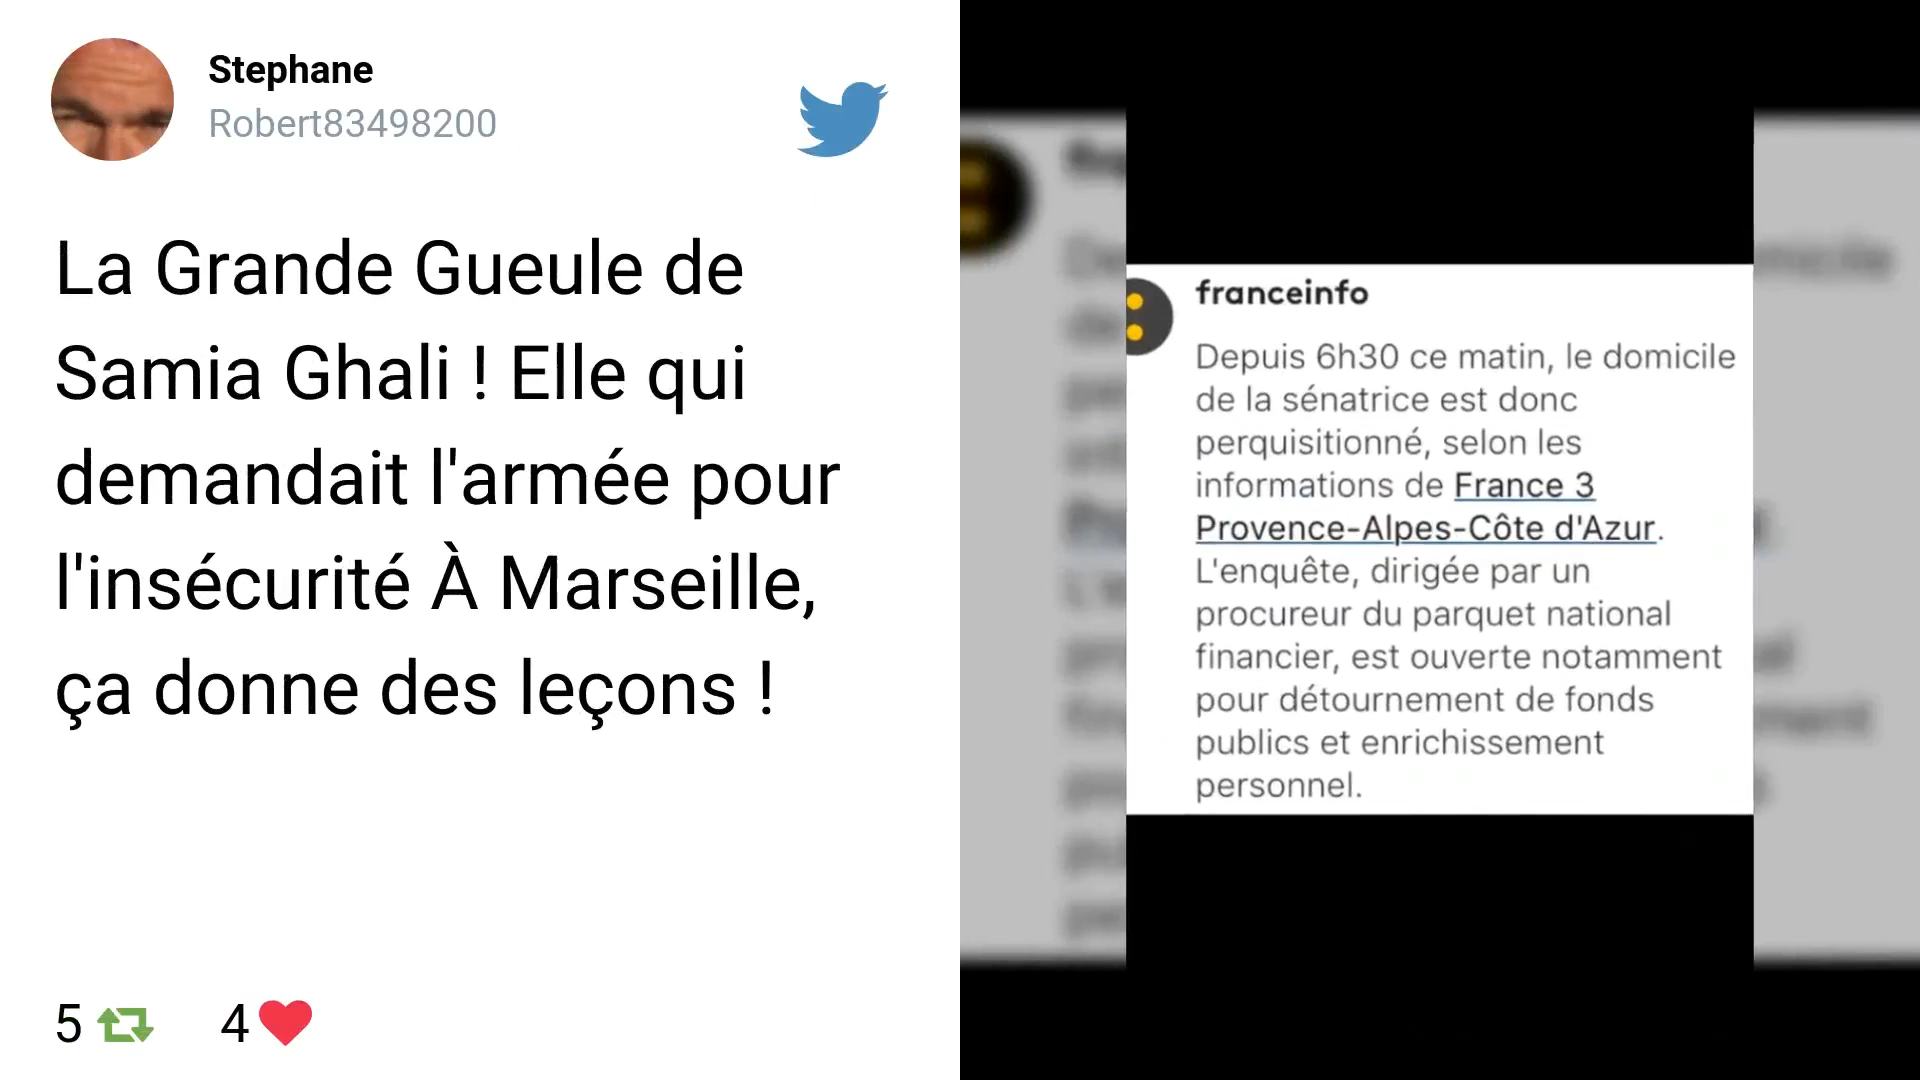 Stephane
Robert83498200
La Grande Gueule de
Samia Ghali ! Elle qui
demandait l'armée pour
l'insécurité À Marseille,
ça donne des leçons !
5
4
franceinfo
Depuis 6h30 ce matin, le domicile
de la sénatrice est donc
perquisitionné, selon les
informations de France 3
Provence-Alpes-Côte d'Azur.
L'enquête, dirigée par un
procureur du parquet national
financier, est ouverte notamment
pour détournement de fonds
publics et enrichissement
personnel.